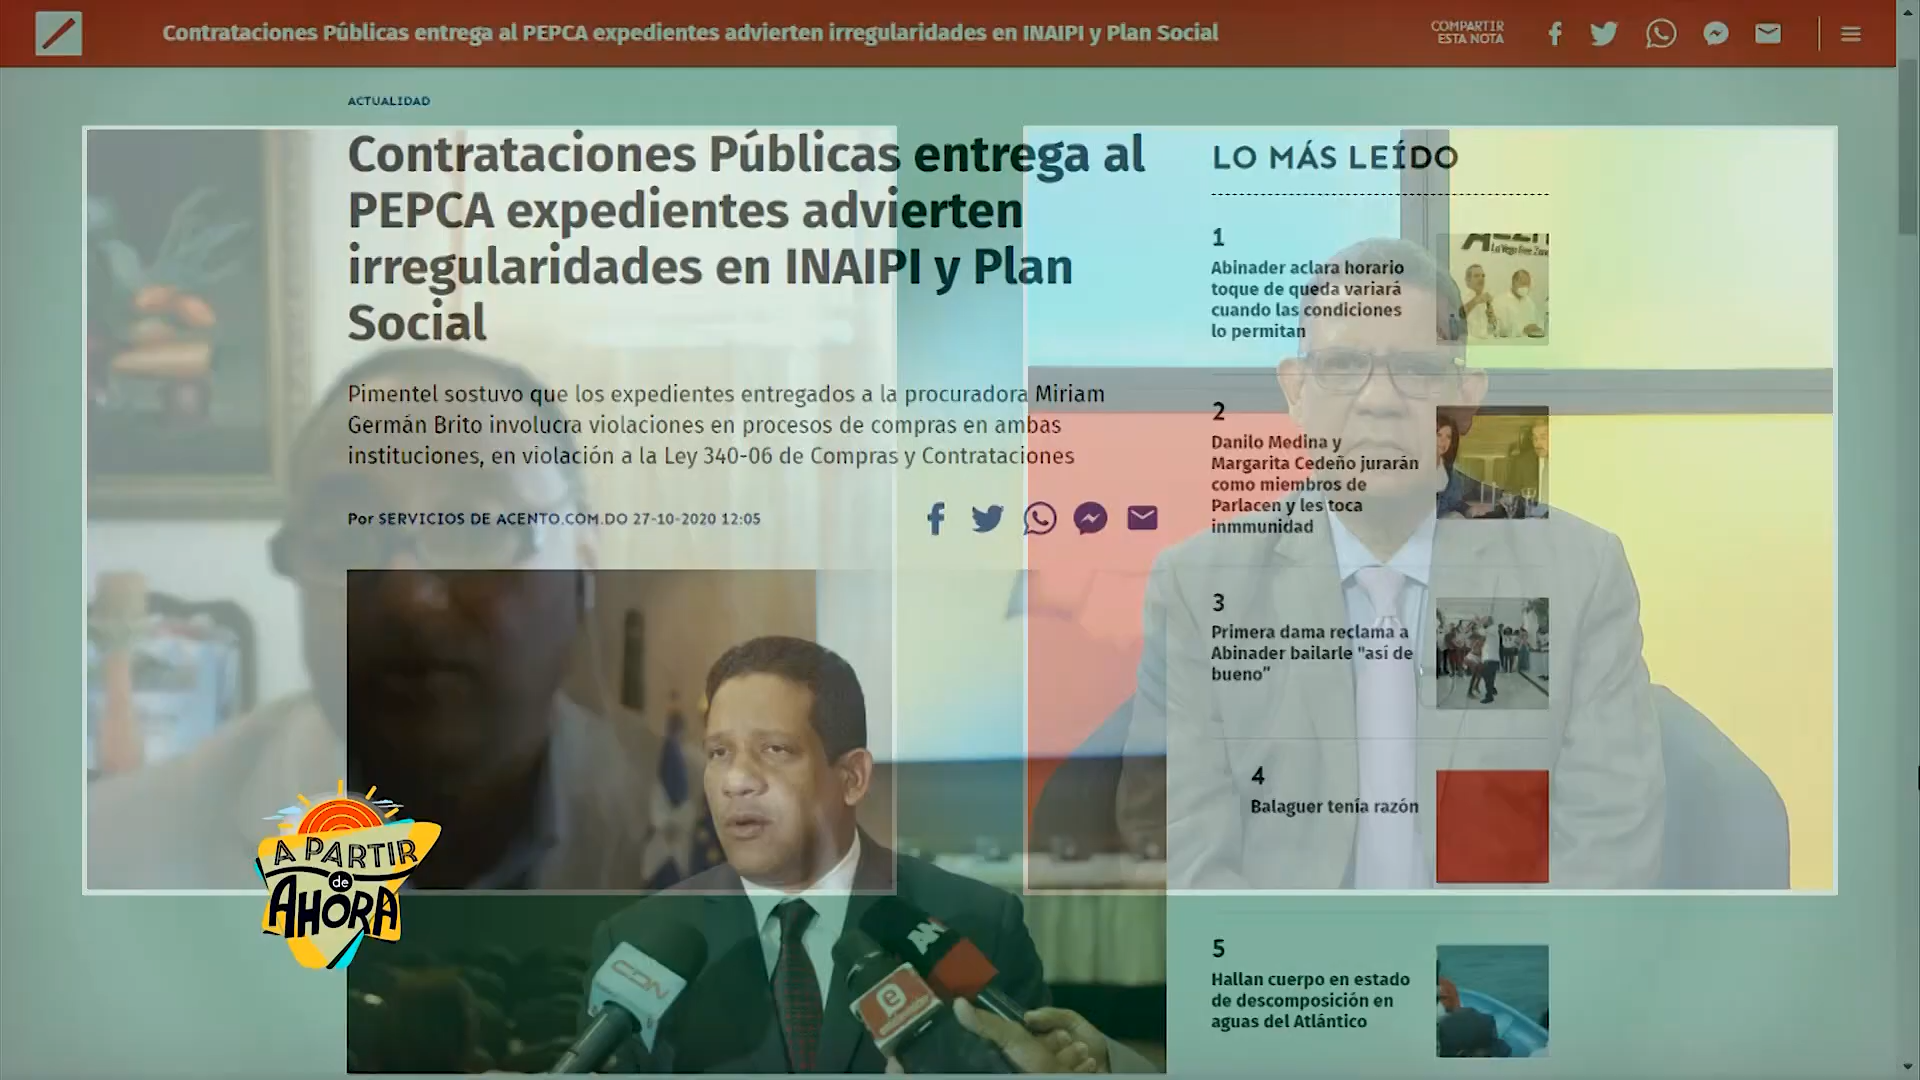 Contrataciones Públicas entrega al PEPCA expedientes advierten irregularidades en INAIPI y Plan Social
COMPARTIR
ESTA NOTA
ACTUALIDAD
Contrataciones Públicas entrega al
PEPCA expedientes advierten
irregularidades en INAIPI y Plan
Social
Pimentel sostuvo que los expedientes entregados a la procuradora Miriam
Germán Brito involucra violaciones en procesos de compras en ambas
instituciones, en violación a la Ley 340-06 de Compras y Contrataciones
Por SERVICIOS DE ACENTO.COM.DO 27-10-2020 12:05
LO MÁS LEÍDO
1
Abinader aclara horario
toque de queda variará
cuando las condiciones
lo permitan
La Vega Free Zone
2
Danilo Medina y
Margarita Cedeño jurarán
como miembros de
Parlacen y les toca
inmmunidad
3
Primera dama reclama a
Abinader bailarle "así de
bueno"
4
Balaguer tenía razón
5
Hallan cuerpo en estado
de descomposición en
aguas del Atlántico
A PARTIR
de
AHORA
CDN
e
AN